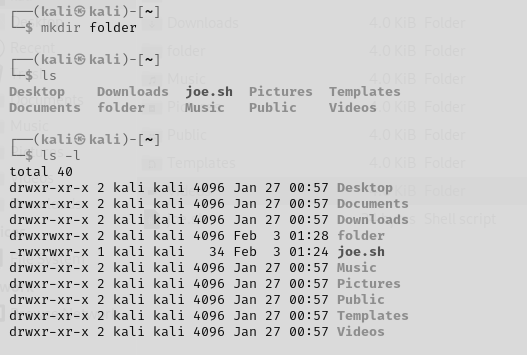 ┌──(kali㉿kali)-[~]
└─$ mkdir folder
┌──(kali㉿kali)-[~]
└─$ ls
Desktop    Downloads  joe.sh  Pictures  Templates
Documents  folder     Music   Public    Videos
┌──(kali㉿kali)-[~]
└─$ ls -l
total 40
drwxr-xr-x 2 kali kali 4096 Jan 27 00:57 Desktop
drwxr-xr-x 2 kali kali 4096 Jan 27 00:57 Documents
drwxr-xr-x 2 kali kali 4096 Jan 27 00:57 Downloads
drwxrwxr-x 2 kali kali 4096 Feb  3 01:28 folder
-rwxrwxr-x 1 kali kali   34 Feb  3 01:24 joe.sh
drwxr-xr-x 2 kali kali 4096 Jan 27 00:57 Music
drwxr-xr-x 2 kali kali 4096 Jan 27 00:57 Pictures
drwxr-xr-x 2 kali kali 4096 Jan 27 00:57 Public
drwxr-xr-x 2 kali kali 4096 Jan 27 00:57 Templates
drwxr-xr-x 2 kali kali 4096 Jan 27 00:57 Videos